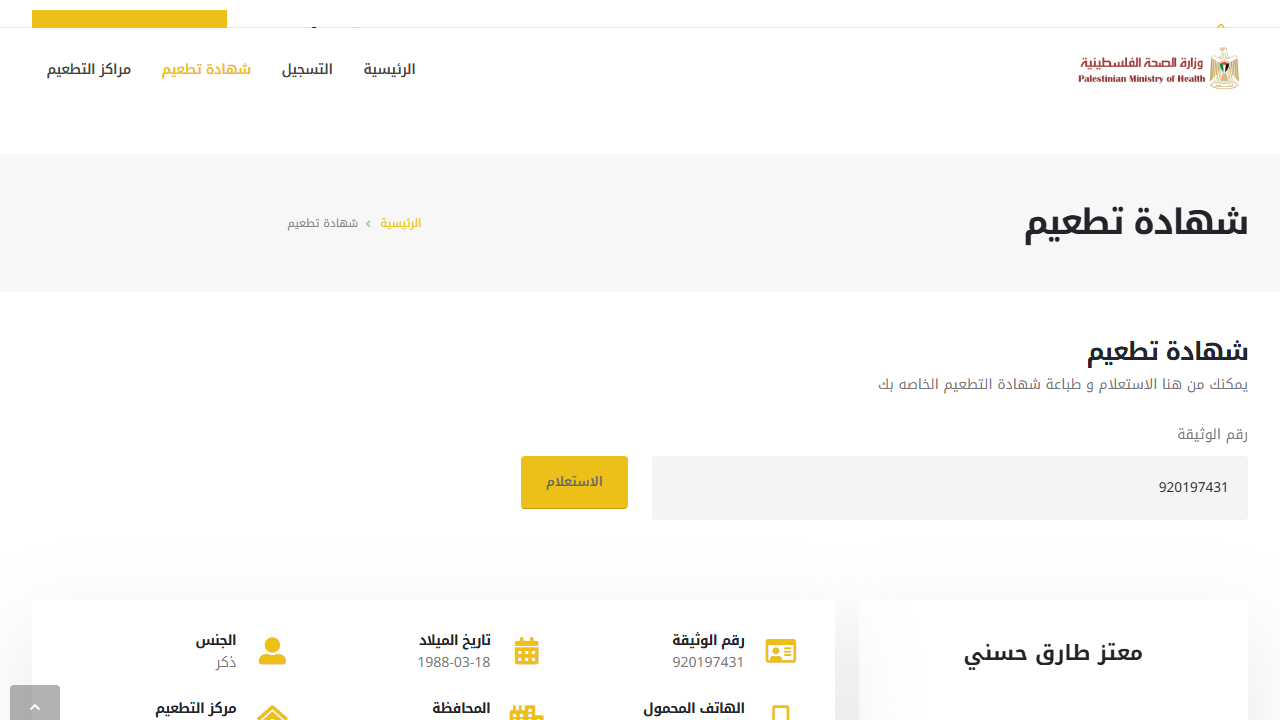 وزارة الصحة الفلسطينية
Palestinian Ministry of Health
الرئيسية
التسجيل
شهادة تطعيم
مراكز التطعيم
شهادة تطعيم
الرئيسية › شهادة تطعيم
شهادة تطعيم
يمكنك من هنا الاستعلام و طباعة شهادة التطعيم الخاصه بك
رقم الوثيقة
920197431
الاستعلام
معتز طارق حسني
رقم الوثيقة
920197431
تاريخ الميلاد
1988-03-18
الجنس
ذكر
الهاتف المحمول
المحافظة
مركز التطعيم